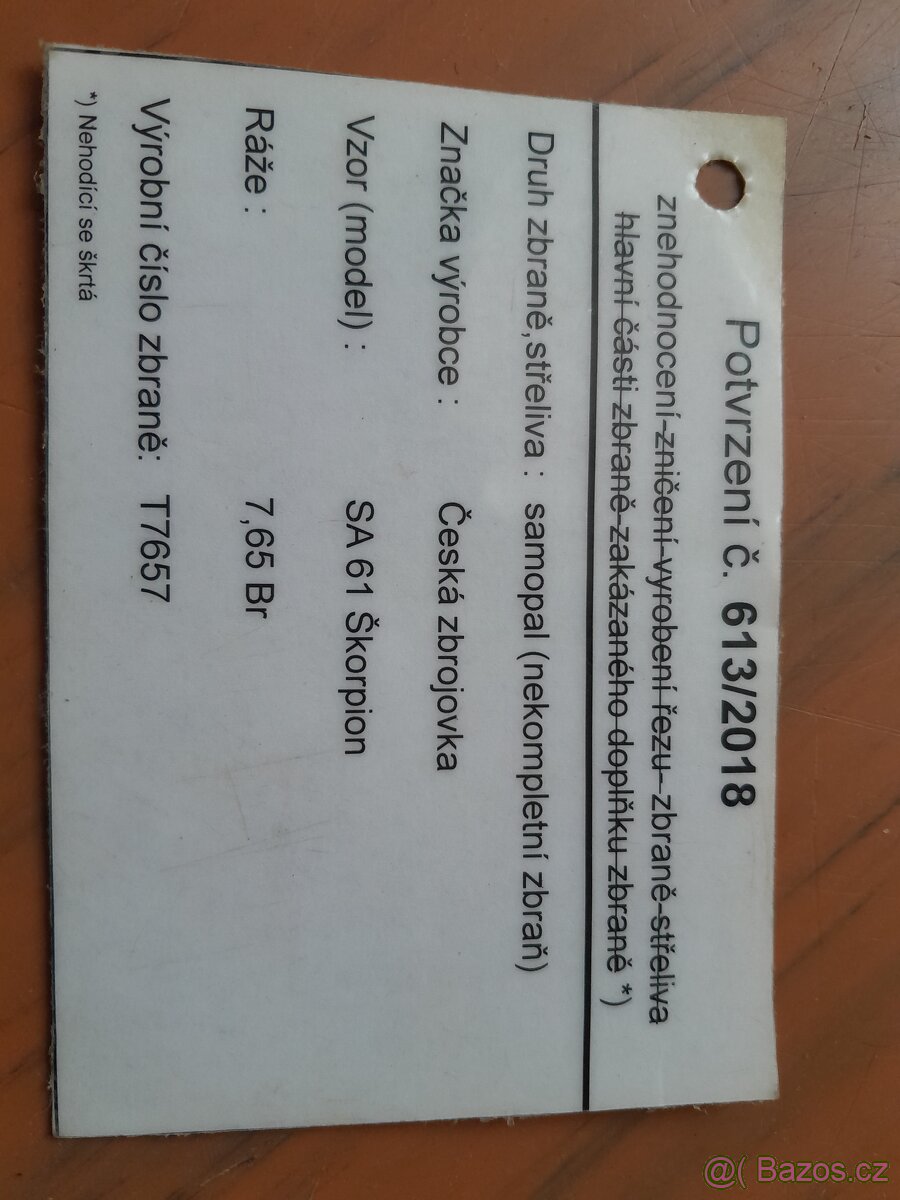 Potvrzení č. 613/2018
znehodnocení zničení vyrobení řezu zbraně střeliva
hlavní části zbraně zakázaného doplňku zbraně *)
Druh zbraně,střeliva : samopal (nekompletní zbraň)
Značka výrobce : Česká zbrojovka
Vzor (model) : SA 61 Škorpion
Ráže : 7,65 Br
Výrobní číslo zbraně: T7657
*) Nehodící se škrtá
@( Bazos.cz